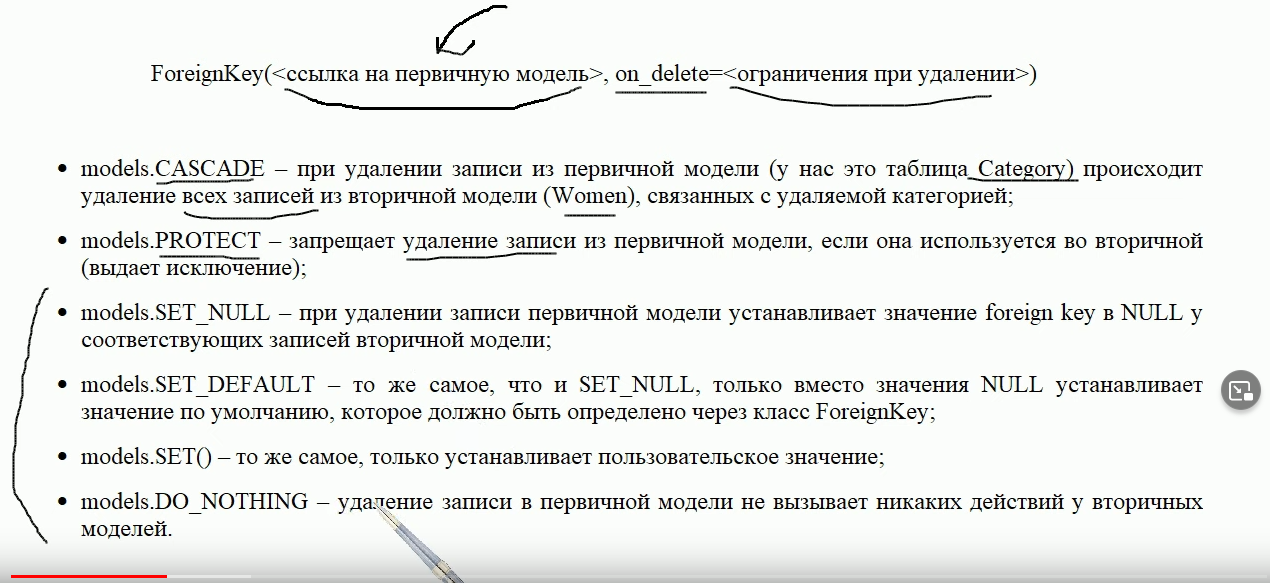 ForeignKey(<ссылка на первичную модель>, on_delete=<ограничения при удалении>)
• models.CASCADE – при удалении записи из первичной модели (у нас это таблица Category) происходит
удаление всех записей из вторичной модели (Women), связанных с удаляемой категорией;
• models.PROTECT – запрещает удаление записи из первичной модели, если она используется во вторичной
(выдает исключение);
• models.SET_NULL – при удалении записи первичной модели устанавливает значение foreign key в NULL у
соответствующих записей вторичной модели;
• models.SET_DEFAULT – то же самое, что и SET_NULL, только вместо значения NULL устанавливает
значение по умолчанию, которое должно быть определено через класс ForeignKey;
• models.SET() – то же самое, только устанавливает пользовательское значение;
• models.DO_NOTHING – удаление записи в первичной модели не вызывает никаких действий у вторичных
моделей.